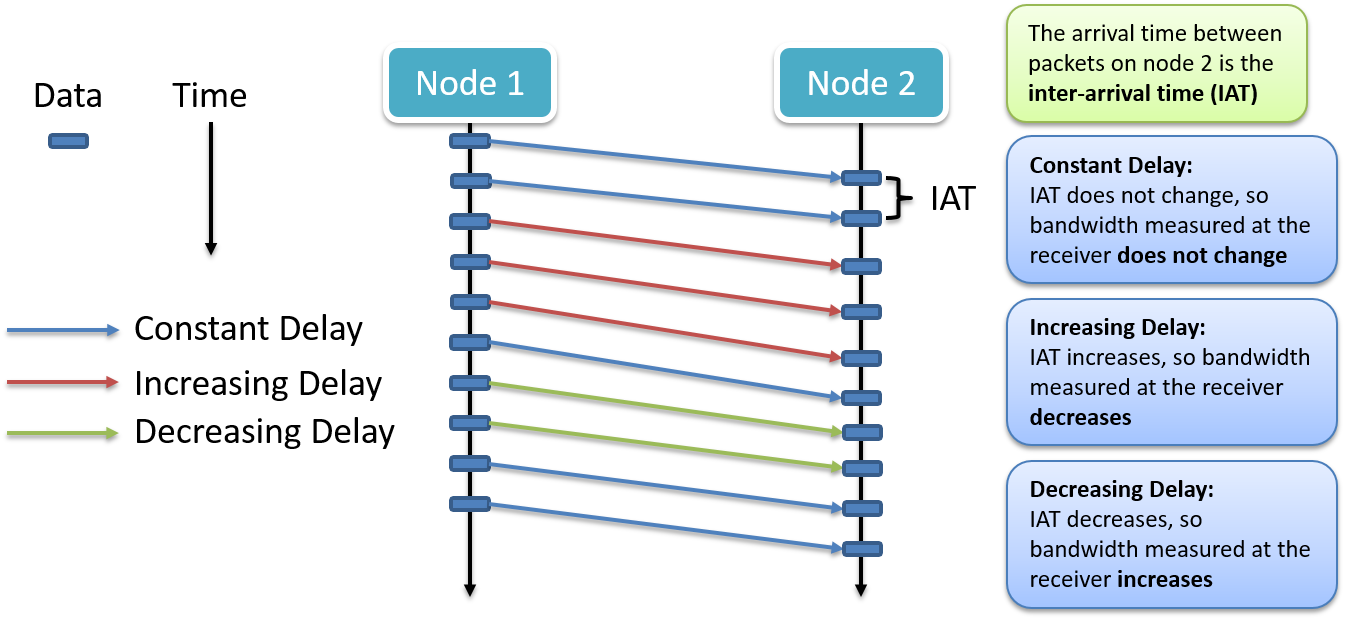 Data
Time
Node 1
Node 2
IAT
Constant Delay
Increasing Delay
Decreasing Delay
The arrival time between
packets on node 2 is the
inter-arrival time (IAT)
Constant Delay:
IAT does not change, so
bandwidth measured at the
receiver does not change
Increasing Delay:
IAT increases, so bandwidth
measured at the receiver
decreases
Decreasing Delay:
IAT decreases, so
bandwidth measured at the
receiver increases